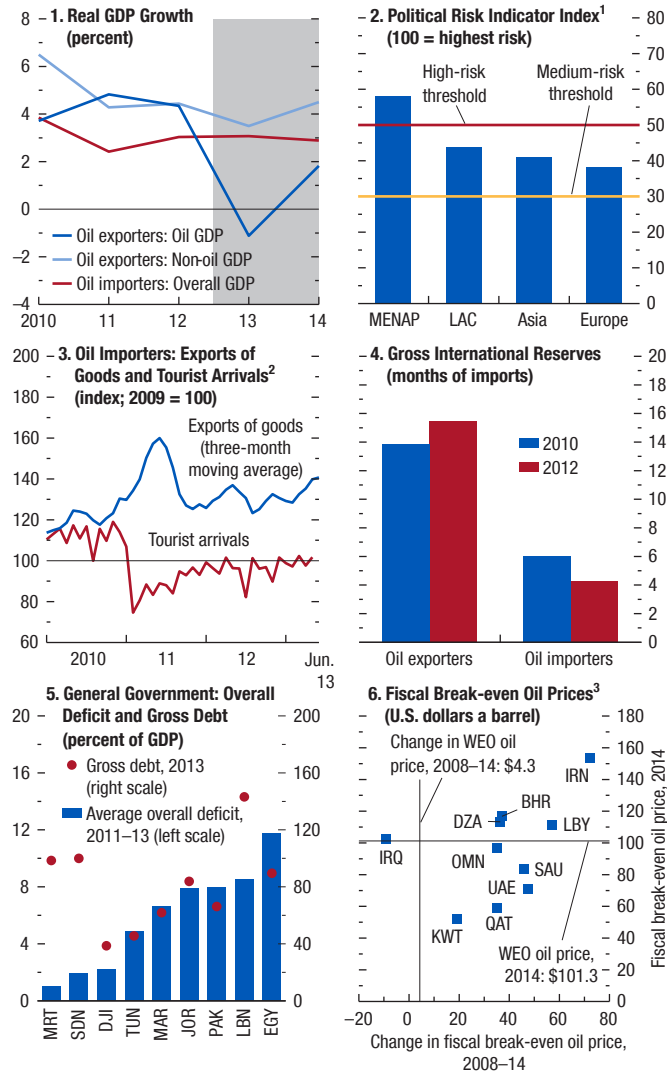 1. Real GDP Growth
(percent)
8
6
4
2
0
–2
–4
Oil exporters: Oil GDP
Oil exporters: Non-oil GDP
Oil importers: Overall GDP
2010 11 12 13 14
2. Political Risk Indicator Index1
(100 = highest risk)
High-risk
threshold
Medium-risk
threshold
80
70
60
50
40
30
20
10
0
MENAP LAC Asia Europe
3. Oil Importers: Exports of
Goods and Tourist Arrivals2
(index; 2009 = 100)
200
180
160
140
120
100
80
60
Exports of goods
(three-month
moving average)
Tourist arrivals
2010 11 12 Jun.
13
4. Gross International Reserves
(months of imports)
20
18
16
14
12
10
8
6
4
2
0
2010
2012
Oil exporters Oil importers
5. General Government: Overall
Deficit and Gross Debt
(percent of GDP)
20
16
12
8
4
0
200
160
120
80
40
0
Gross debt, 2013
(right scale)
Average overall deficit,
2011–13 (left scale)
MRT SDN DJI TUN MAR JOR PAK LBN EGY
6. Fiscal Break-even Oil Prices3
(U.S. dollars a barrel)
Change in WEO oil
price, 2008–14: $4.3
IRN
BHR
DZA
LBY
IRQ
OMN
SAU
UAE
QAT
KWT
WEO oil price,
2014: $101.3
180
160
140
120
100
80
60
40
20
0
Fiscal break-even oil price, 2014
–20 0 20 40 60 80
Change in fiscal break-even oil price,
2008–14